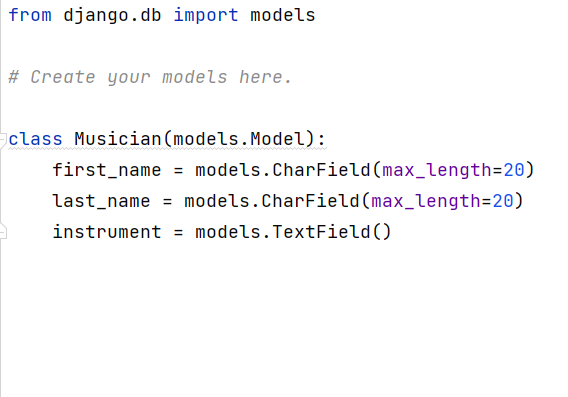 from django.db import models
# Create your models here.
class Musician(models.Model):
    first_name = models.CharField(max_length=20)
    last_name = models.CharField(max_length=20)
    instrument = models.TextField()